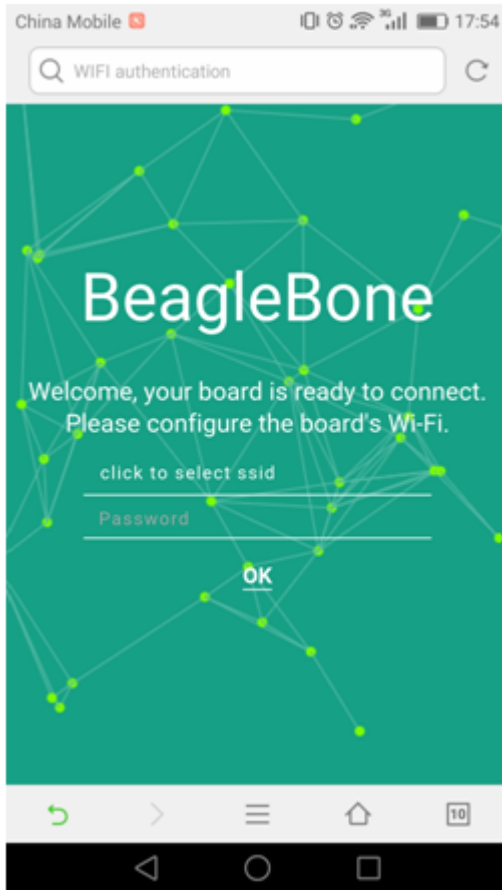 China Mobile
3G
17:54
WIFI authentication
BeagleBone
Welcome, your board is ready to connect.
Please configure the board's Wi-Fi.
click to select ssid
Password
OK
10